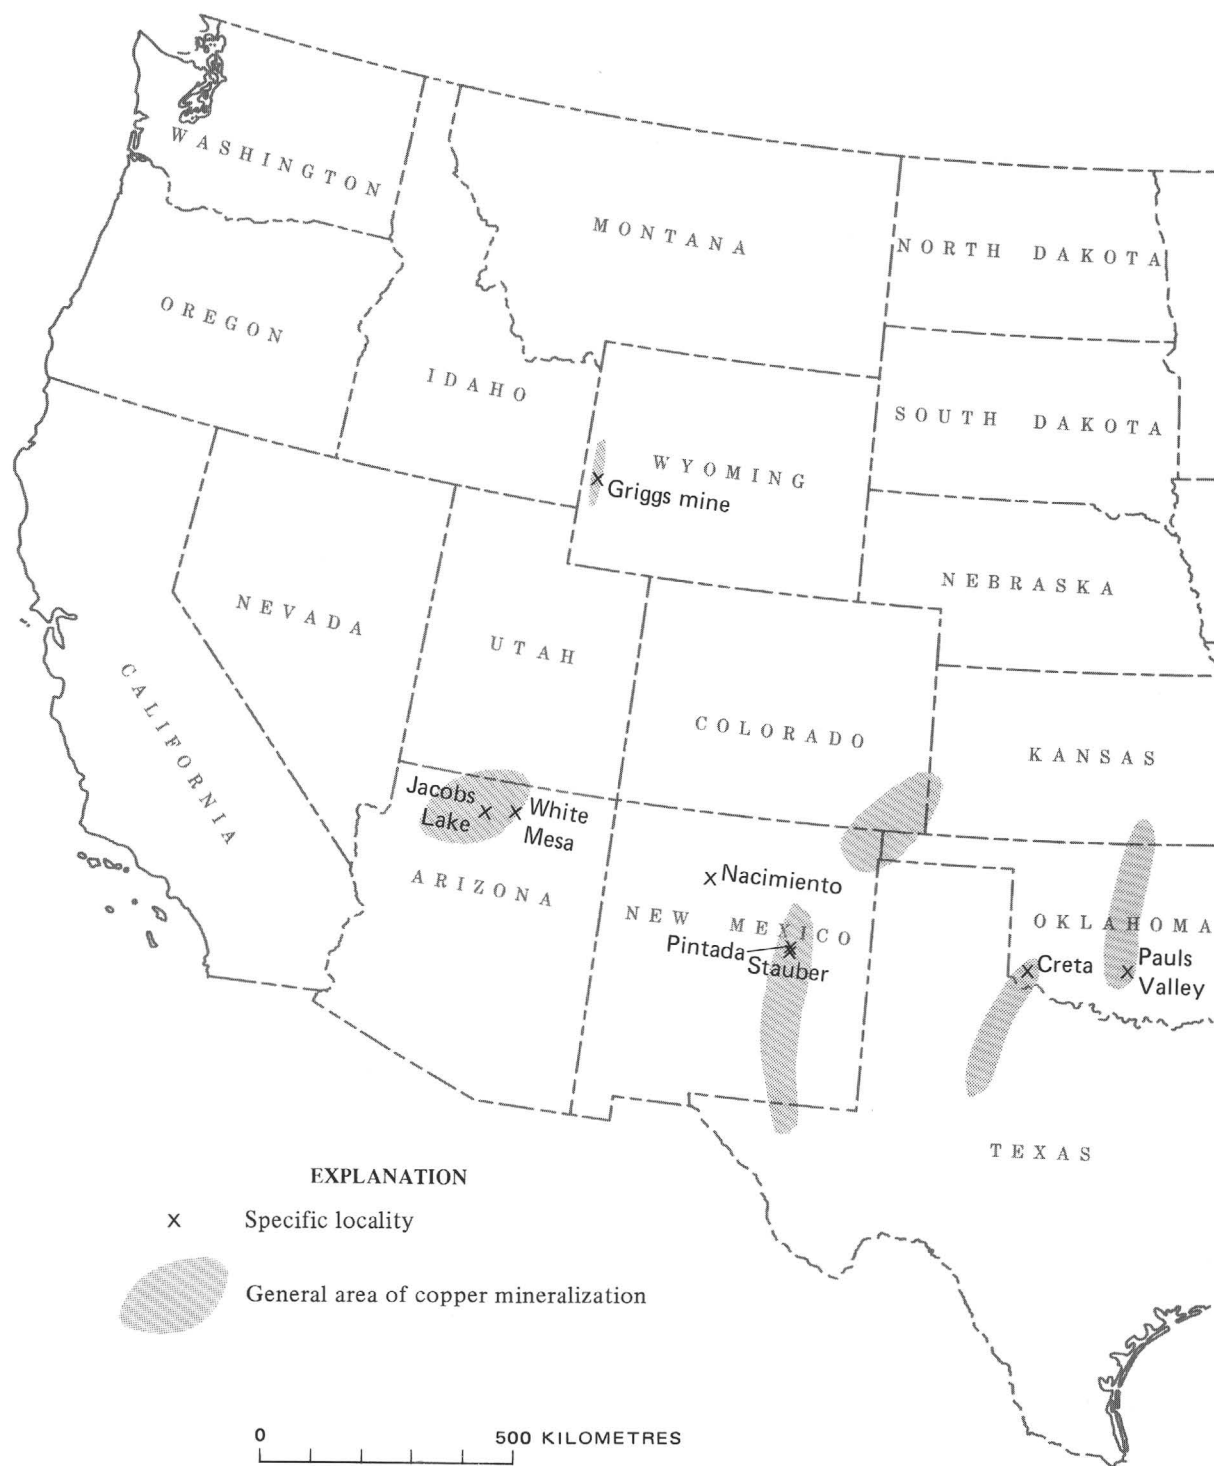 WASHINGTON
MONTANA
NORTH DAKOTA
OREGON
IDAHO
SOUTH DAKOTA
WYOMING
Griggs mine
NEBRASKA
NEVADA
UTAH
CALIFORNIA
COLORADO
KANSAS
Jacobs
Lake
White
Mesa
ARIZONA
Nacimiento
NEW MEXICO
Pintada
Stauber
OKLAHOMA
Creta
Pauls
Valley
TEXAS
EXPLANATION
x Specific locality
General area of copper mineralization
0 500 KILOMETRES